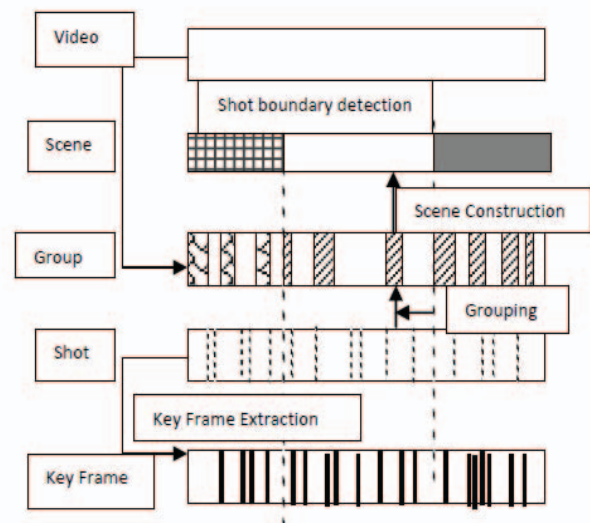 Video
Shot boundary detection
Scene
Scene Construction
Group
Grouping
Shot
Key Frame Extraction
Key Frame